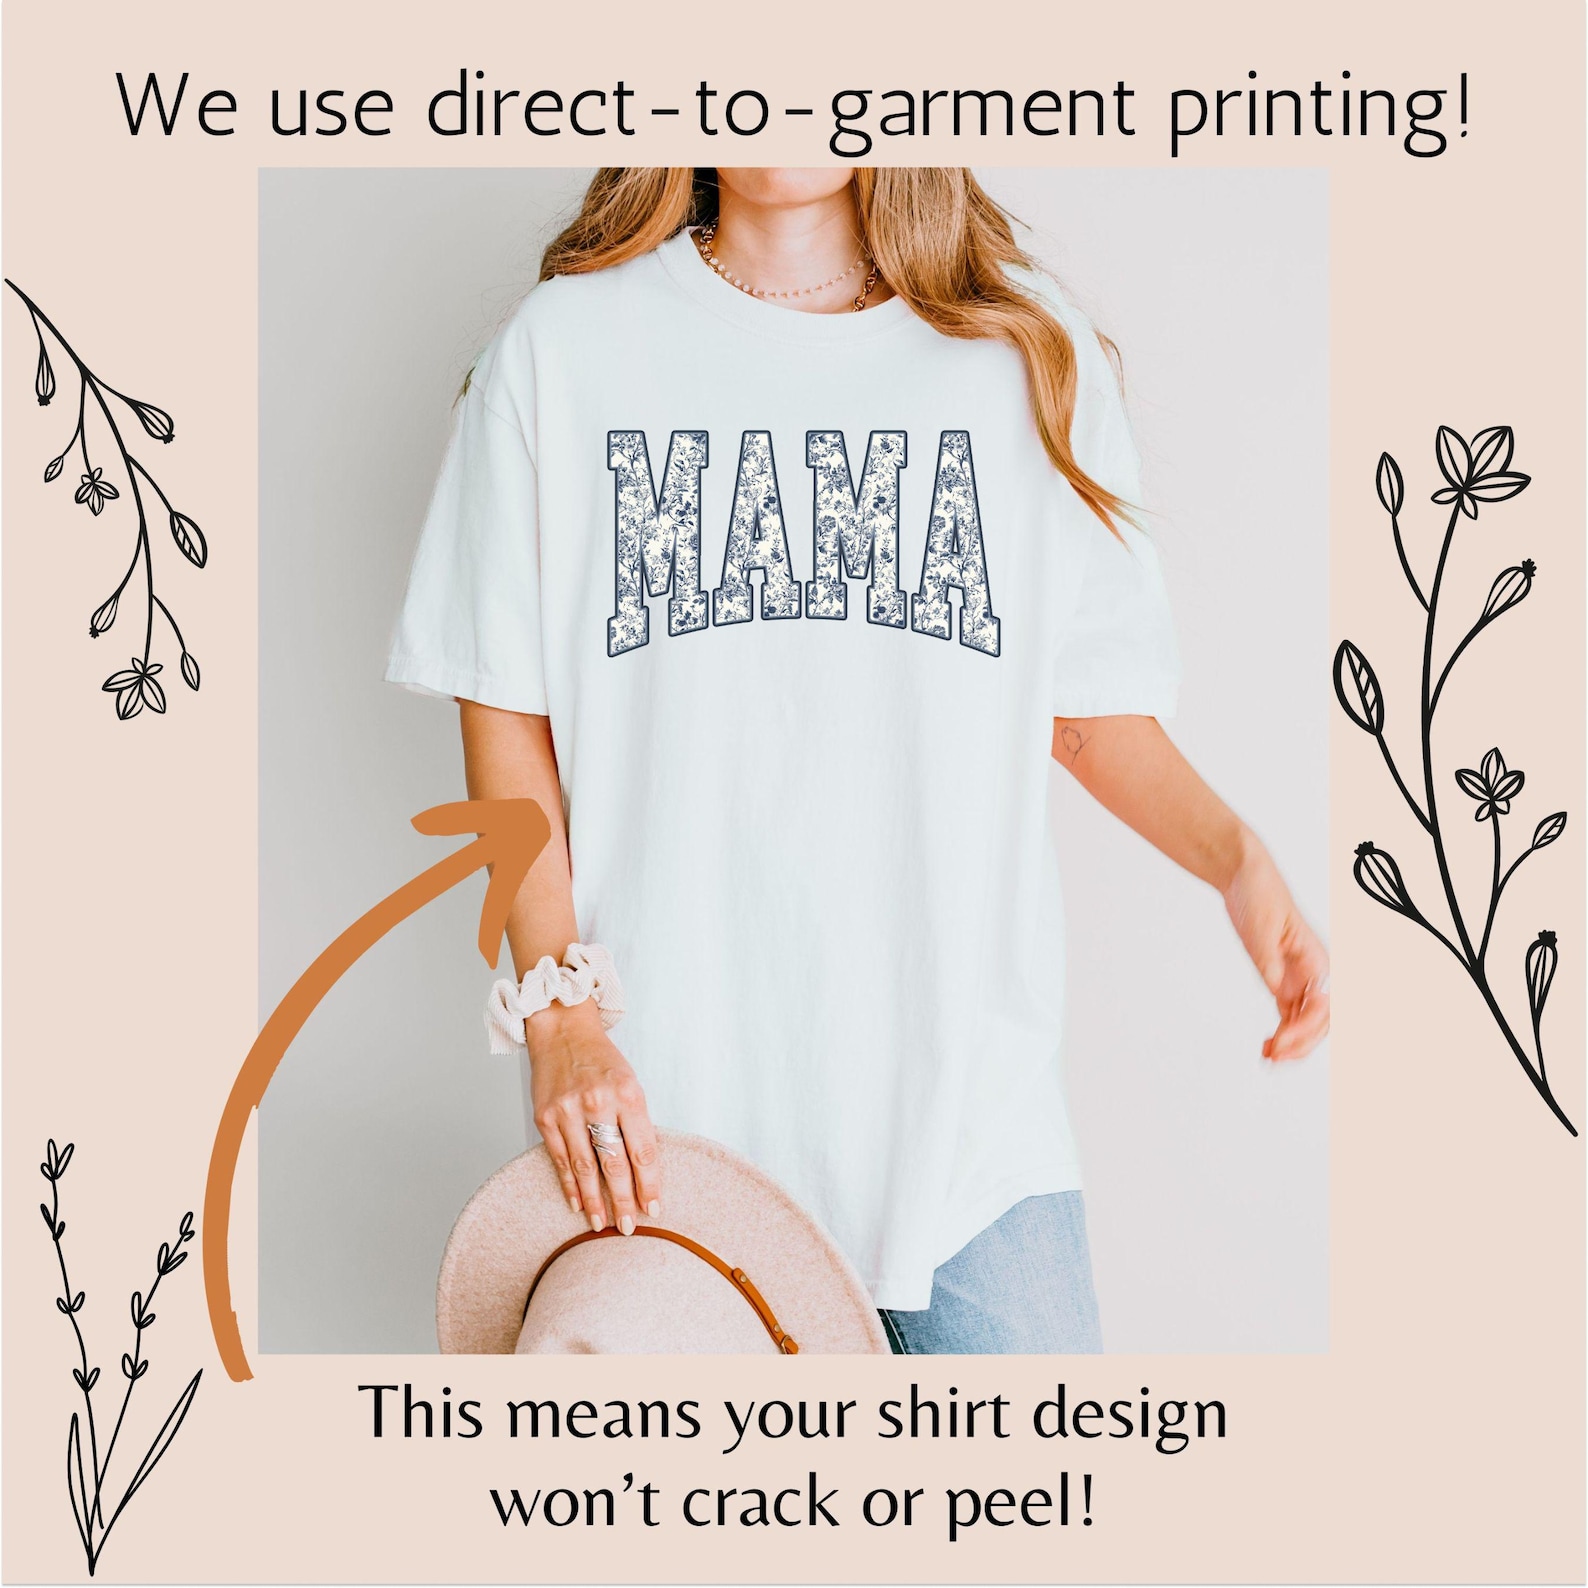 We use direct-to-garment printing!
MAMA
This means your shirt design
won't crack or peel!